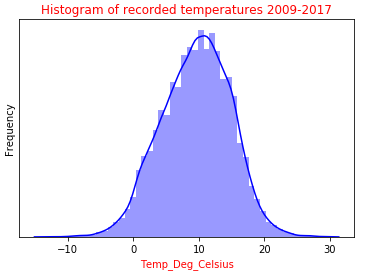 Histogram of recorded temperatures 2009-2017
Frequency
−10 0 10 20 30
Temp_Deg_Celsius